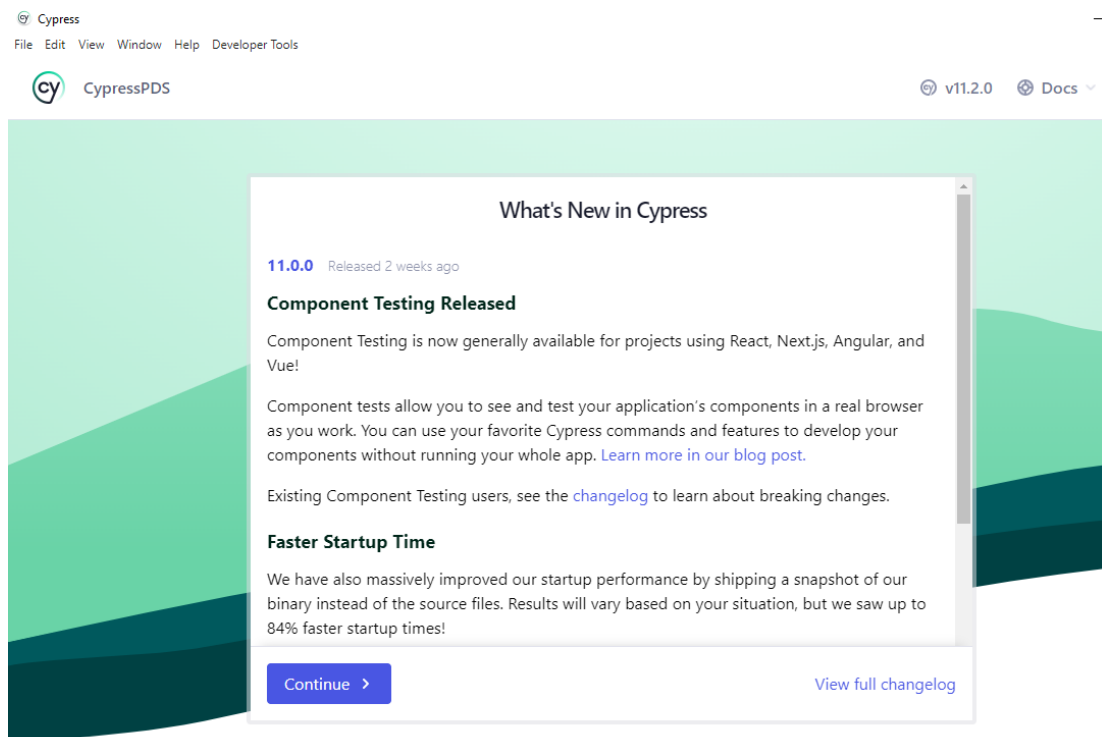 Cypress
File Edit View Window Help Developer Tools
cy CypressPDS v11.2.0 Docs
What's New in Cypress
11.0.0 Released 2 weeks ago
Component Testing Released
Component Testing is now generally available for projects using React, Next.js, Angular, and
Vue!
Component tests allow you to see and test your application's components in a real browser
as you work. You can use your favorite Cypress commands and features to develop your
components without running your whole app. Learn more in our blog post.
Existing Component Testing users, see the changelog to learn about breaking changes.
Faster Startup Time
We have also massively improved our startup performance by shipping a snapshot of our
binary instead of the source files. Results will vary based on your situation, but we saw up to
84% faster startup times!
Continue View full changelog